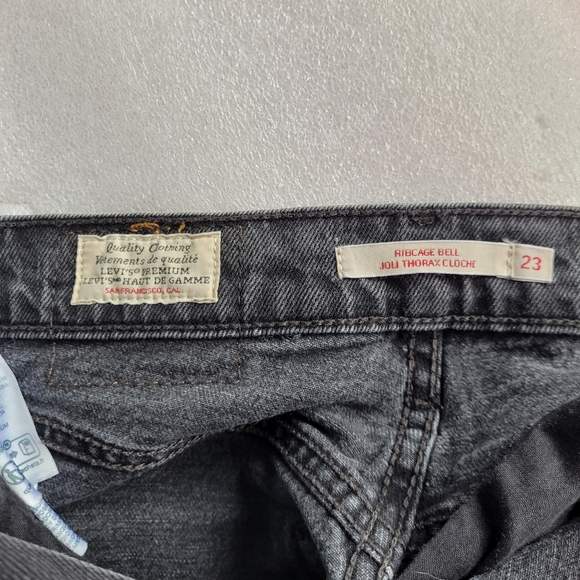 Quality Clothing
Vêtements de qualité
LEVI'S® PREMIUM
LEVI'S MD HAUT DE GAMME
SAN FRANCISCO, CAL
RIBCAGE BELL
JOLI THORAX CLOCHE
23